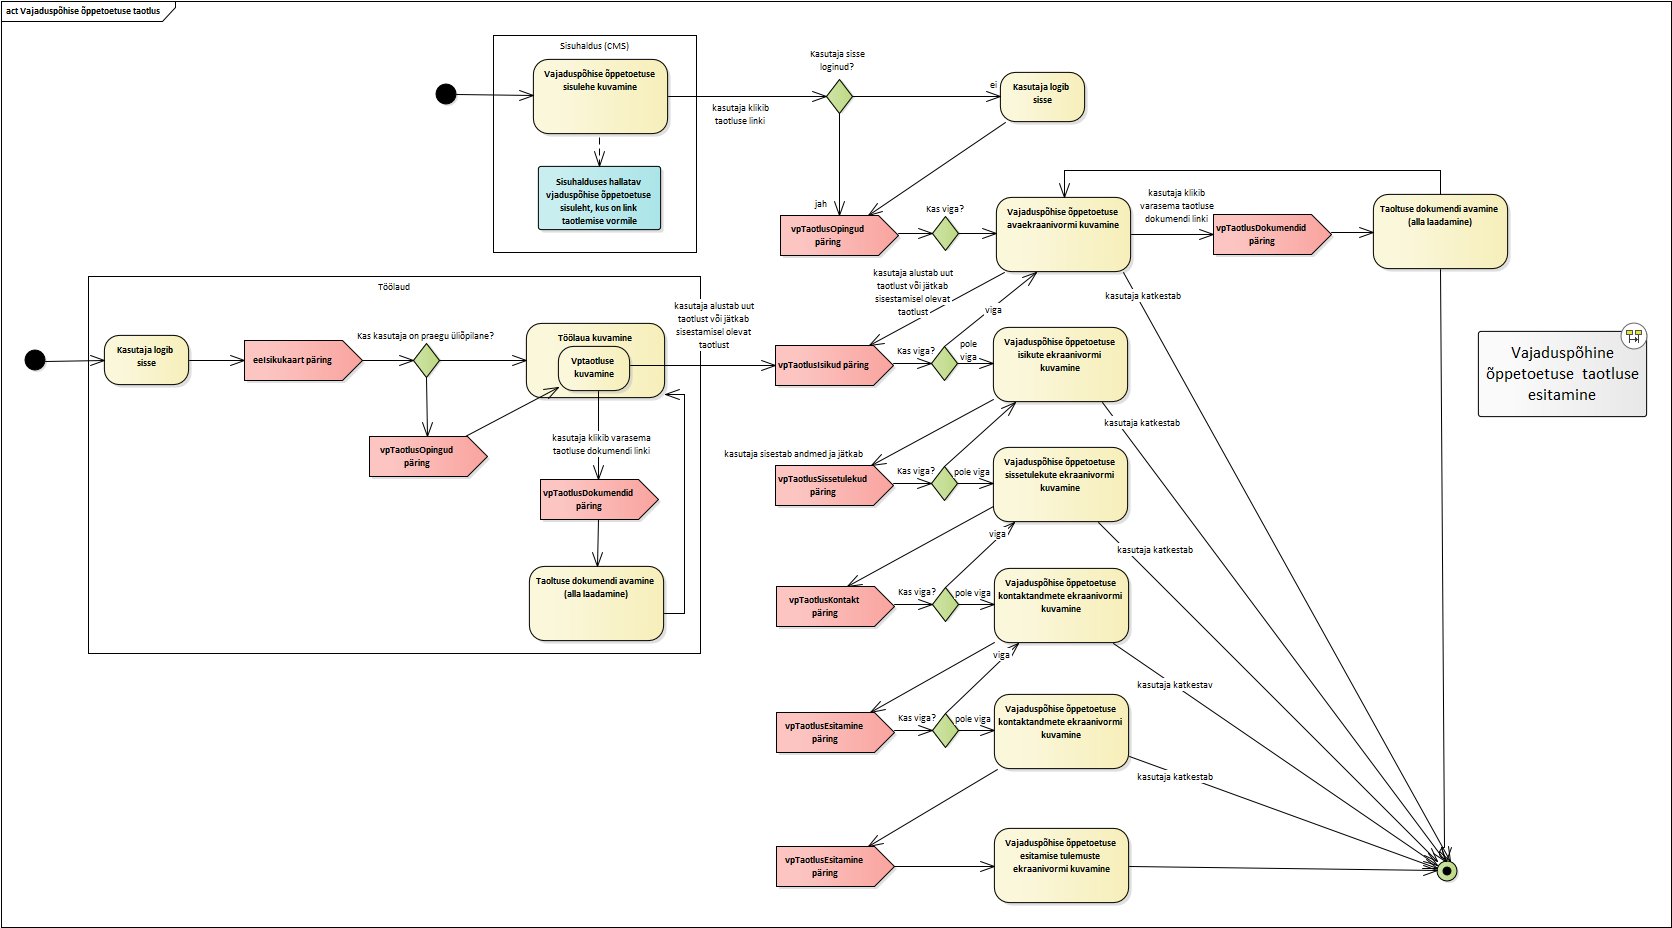 act Vajaduspõhise õppetoetuse taotlus
Sisuhaldus (CMS)
Vajaduspõhise õppetoetuse
sisulehe kuvamine
Sisuhalduses hallatav
vjaduspõhise õppetoetuse
sisuleht, kus on link
taotlemise vormile
kasutaja klikib
taotluse linki
Kasutaja sisse
loginud?
ei
Kasutaja logib
sisse
jah
vpTaotlusOpingud
päring
Kas viga?
Vajaduspõhise õppetoetuse
avaekraanivormi kuvamine
kasutaja klikib
varasema taotluse
dokumendi linki
vpTaotlusDokumendid
päring
Taoltuse dokumendi avamine
(alla laadamine)
Töölaud
Kasutaja logib
sisse
eeIsikukaart päring
Kas kasutaja on praegu üliõpilane?
Töölaua kuvamine
Vptaotluse
kuvamine
vpTaotlusOpingud
päring
kasutaja klikib varasema
taotluse dokumendi linki
vpTaotlusDokumendid
päring
Taoltuse dokumendi avamine
(alla laadamine)
kasutaja alustab uut
taotlust või jätkab
sisestamisel olevat
taotlust
kasutaja alustab uut
taotlust või jätkab
sisestamisel olevat
taotlust
viga
kasutaja katkestab
vpTaotlusIsikud päring
Kas viga?
pole
viga
Vajaduspõhise õppetoetuse
isikute ekraanivormi
kuvamine
Vajaduspõhine
õppetoetuse taotluse
esitamine
kasutaja katkestab
kasutaja sisestab andmed ja jätkab
vpTaotlusSissetulekud
päring
Kas viga?
pole viga
Vajaduspõhise õppetoetuse
sissetulekute ekraanivormi
kuvamine
viga
kasutaja katkestab
vpTaotlusKontakt
päring
Kas viga?
pole viga
Vajaduspõhise õppetoetuse
kontaktandmete ekraanivormi
kuvamine
viga
kasutaja katkestav
vpTaotlusEsitamine
päring
Kas viga?
pole viga
Vajaduspõhise õppetoetuse
kontaktandmete ekraanivormi
kuvamine
kasutaja katkestab
vpTaotlusEsitamine
päring
Vajaduspõhise õppetoetuse
esitamise tulemuste
ekraanivormi kuvamine